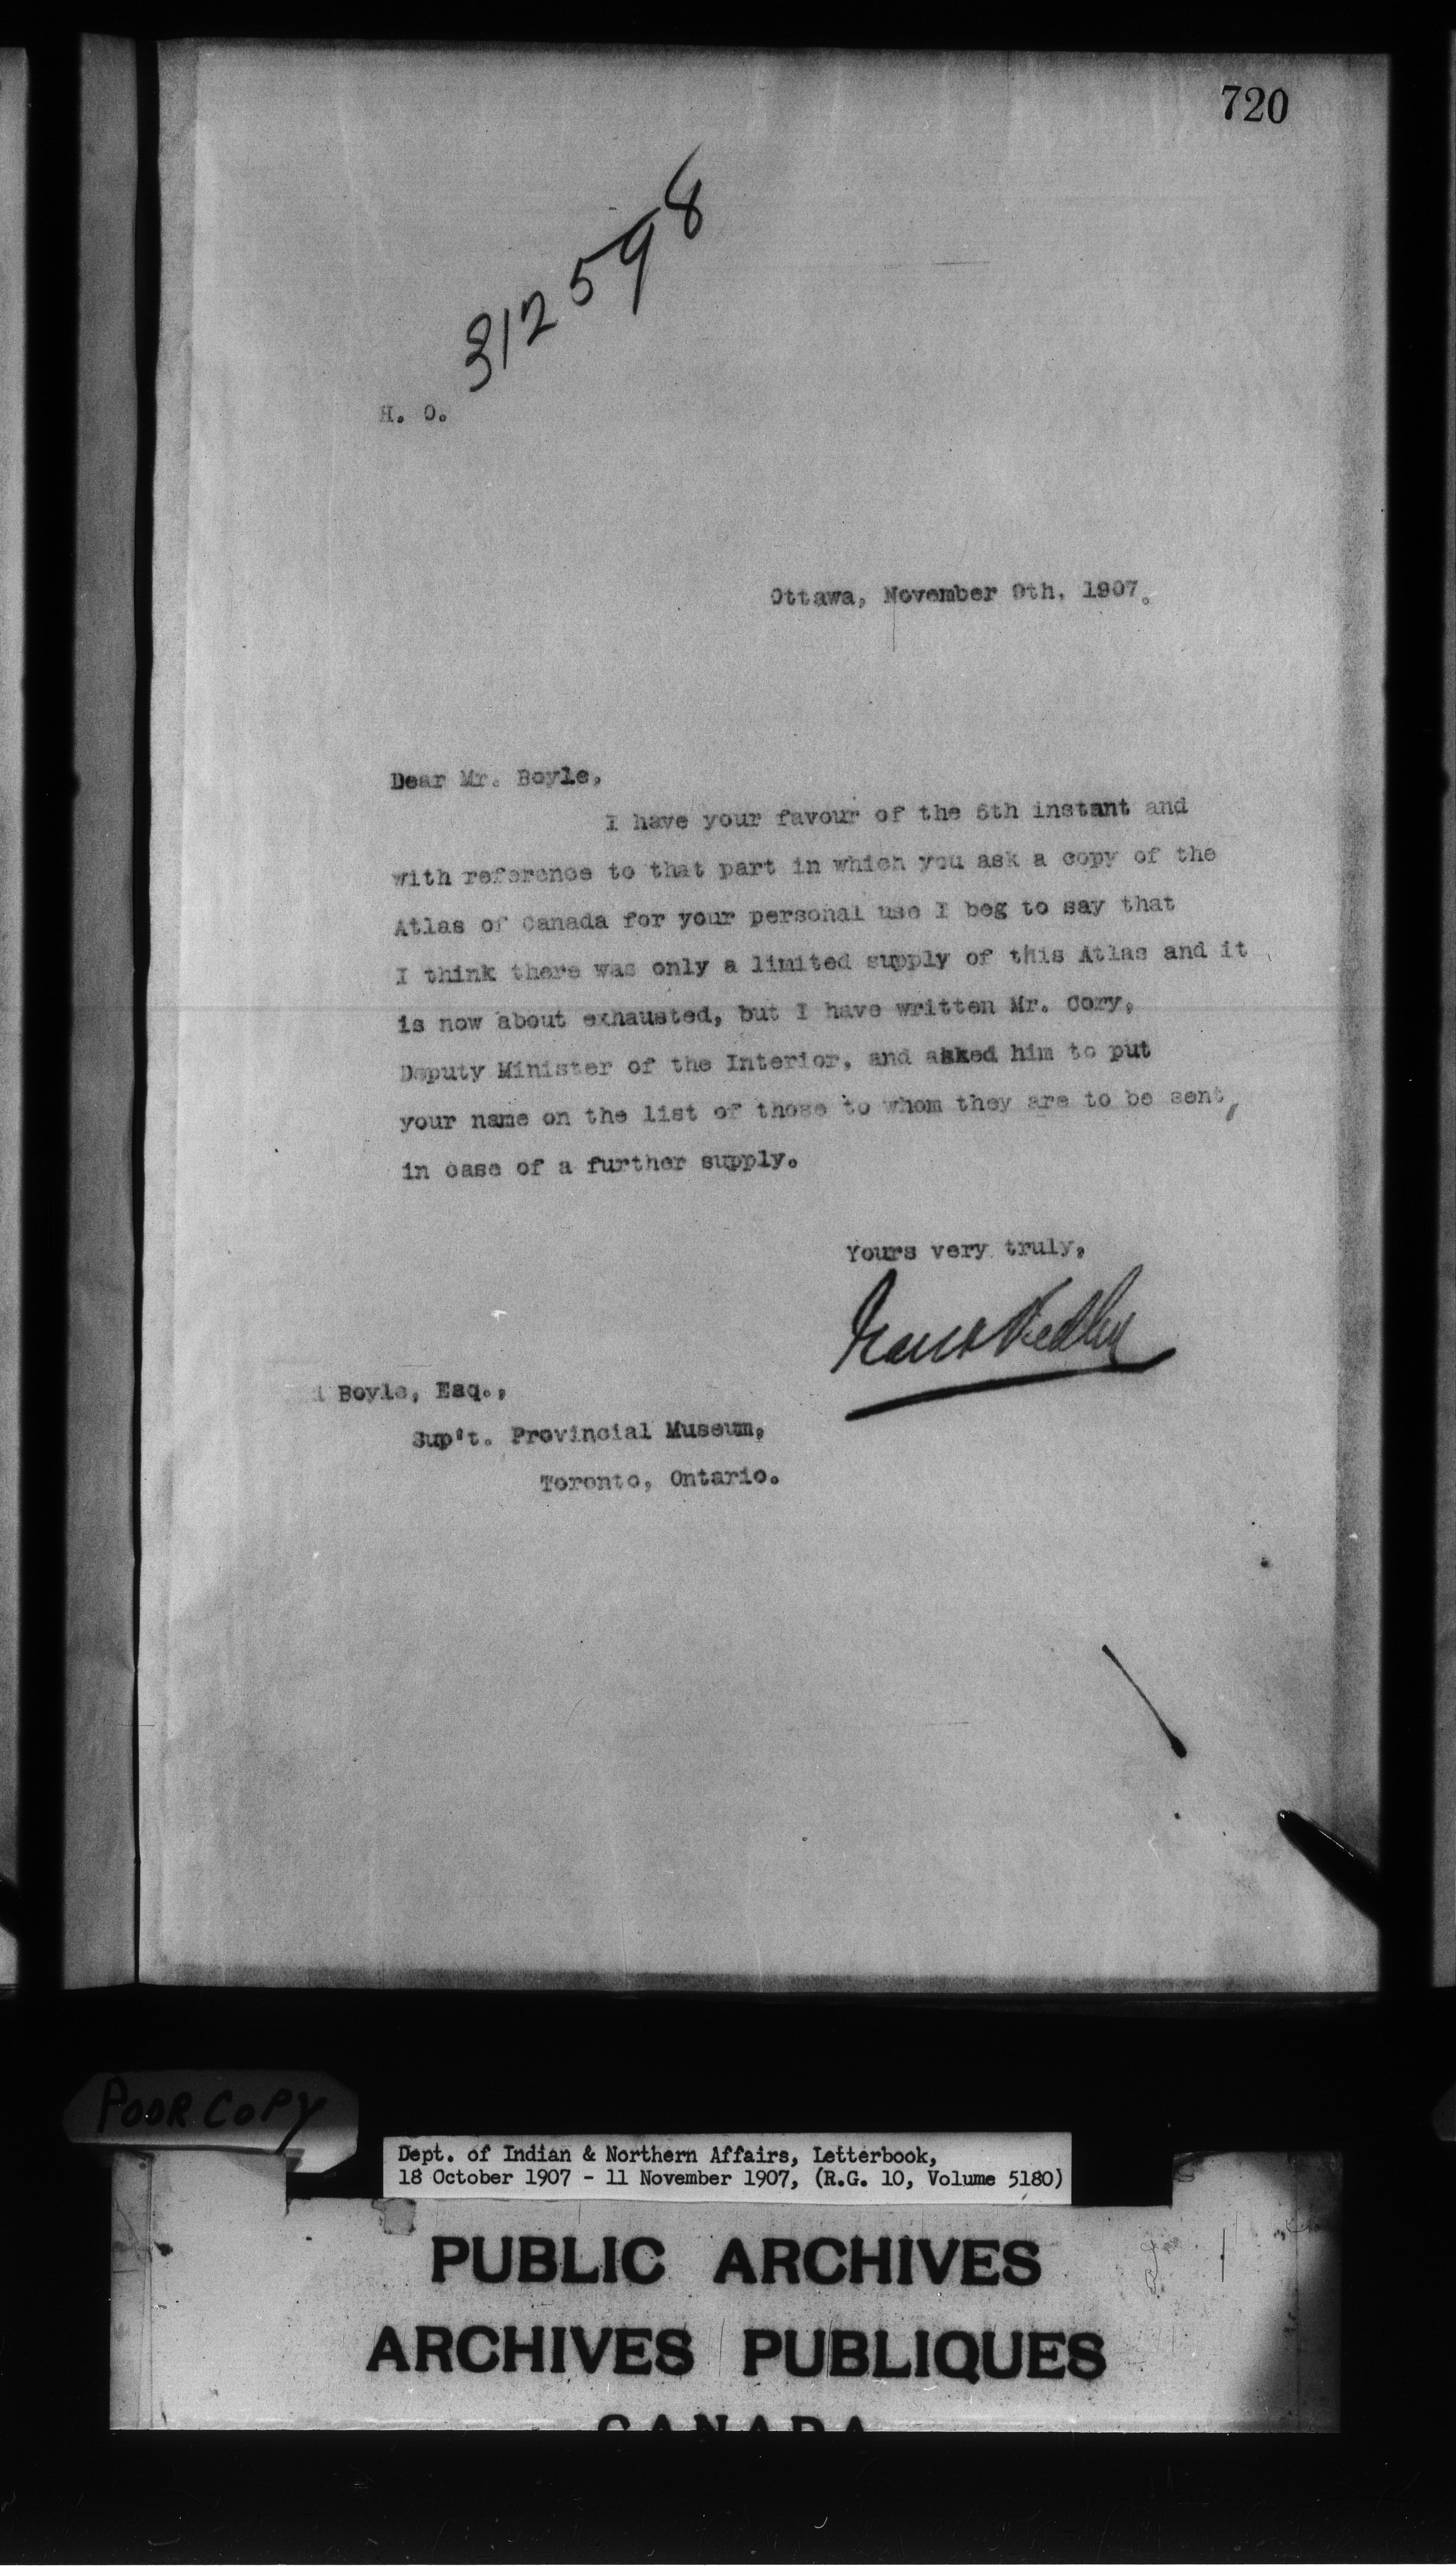 720
312598
H. O.
Ottawa, November 9th. 1907.
Dear Mr. Boyle,
I have your favour of the 6th instant and
with reference to that part in which you ask a copy of the
Atlas of Canada for your personal use I beg to say that
I think there was only a limited supply of this Atlas and it
is now about exhausted, but I have written Mr. Cory,
Deputy Minister of the Interior, and asked him to put
your name on the list of those to whom they are to be sent,
in case of a further supply.
Yours very truly,
Boyle, Esq.,
Sup't. Provincial Museum,
Toronto, Ontario.
POOR COPY
Dept. of Indian & Northern Affairs, Letterbook,
18 October 1907 - 11 November 1907, (R.G. 10, Volume 5180)
PUBLIC ARCHIVES
ARCHIVES PUBLIQUES
CANADA